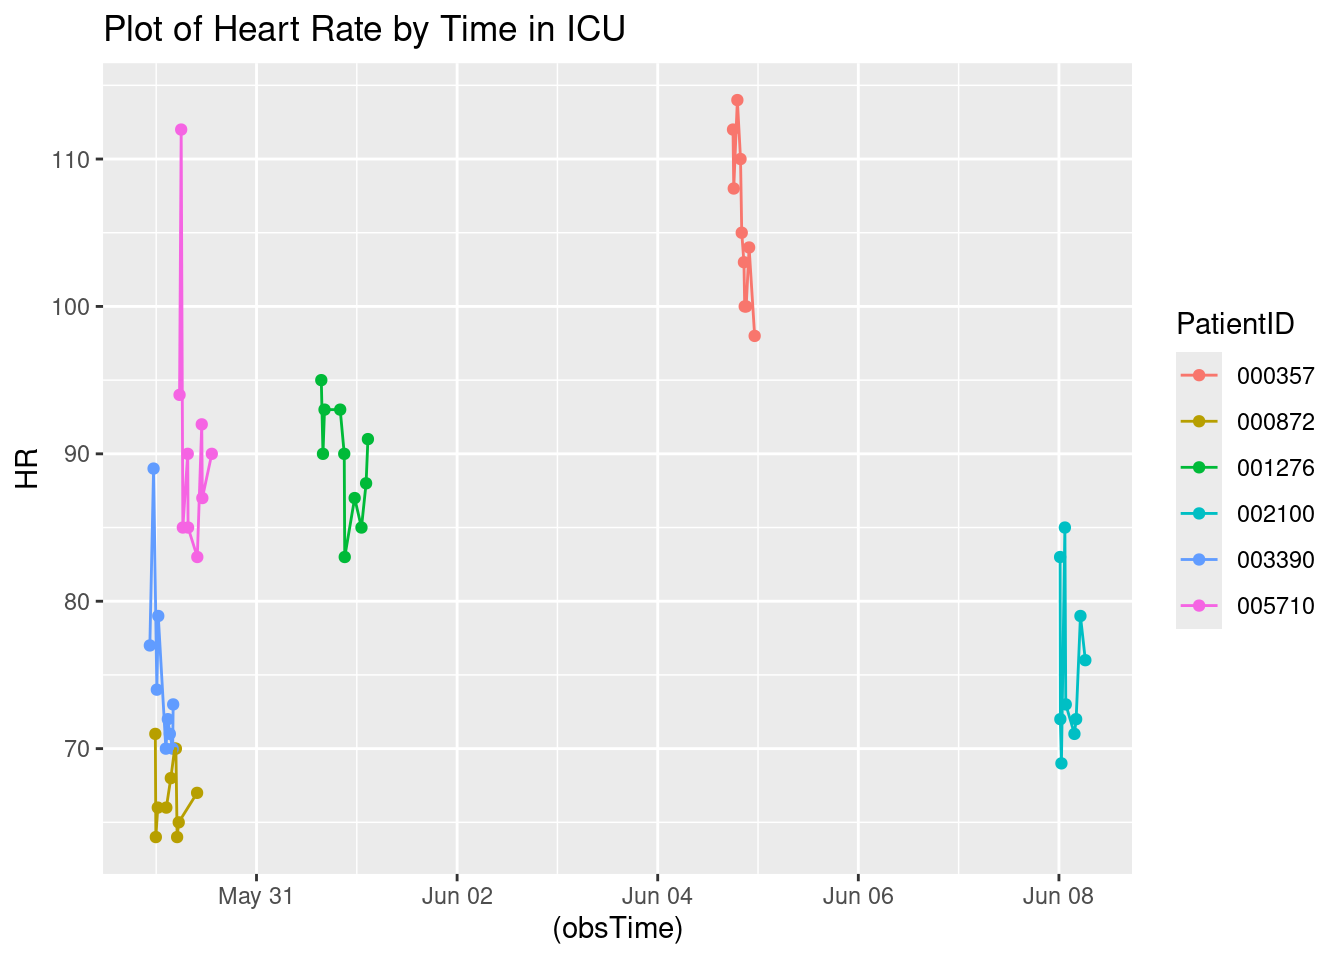 Plot of Heart Rate by Time in ICU
HR
110
100
90
80
70
May 31
Jun 02
Jun 04
Jun 06
Jun 08
(obsTime)
PatientID
000357
000872
001276
002100
003390
005710